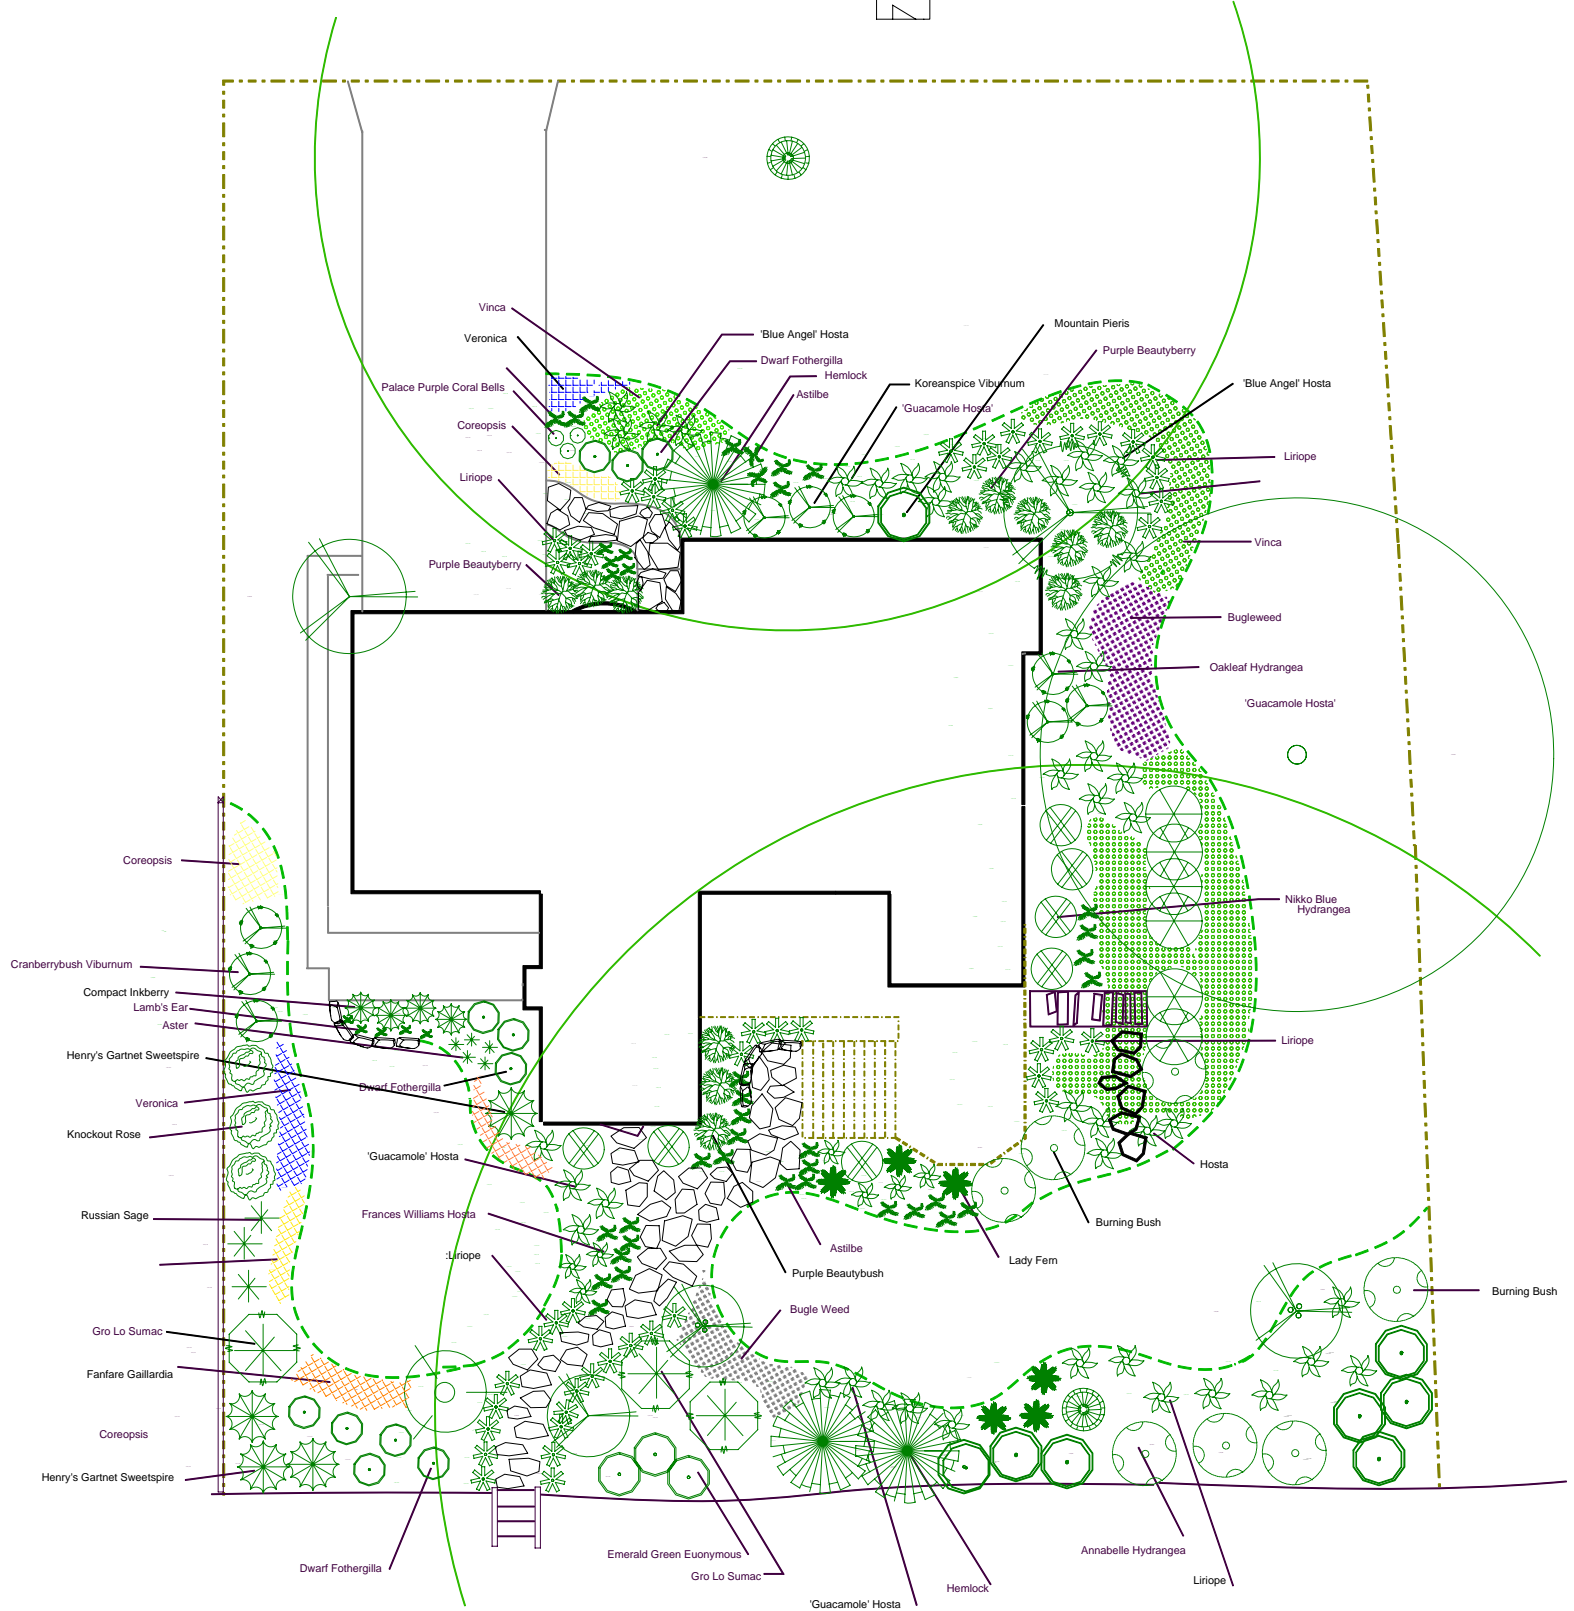 Z
Vinca
'Blue Angel' Hosta
Mountain Pieris
Veronica
Dwarf Fothergilla
Purple Beautyberry
Hemlock
Palace Purple Coral Bells
Koreanspice Viburnum
'Blue Angel' Hosta
Astilbe
'Guacamole Hosta'
Coreopsis
Liriope
Liriope
Vinca
Purple Beautyberry
Bugleweed
Oakleaf Hydrangea
'Guacamole Hosta'
Coreopsis
Nikko Blue
Hydrangea
Cranberrybush Viburnum
Compact Inkberry
Lamb's Ear
Aster
Liriope
Henry's Gartnet Sweetspire
Dwarf Fothergilla
Veronica
Knockout Rose
'Guacamole' Hosta
Hosta
Russian Sage
Frances Williams Hosta
Burning Bush
Astilbe
:Liriope
Lady Fern
Purple Beautybush
Burning Bush
Bugle Weed
Gro Lo Sumac
Fanfare Gaillardia
Coreopsis
Henry's Gartnet Sweetspire
Emerald Green Euonymous
Annabelle Hydrangea
Dwarf Fothergilla
Gro Lo Sumac
Liriope
Hemlock
'Guacamole' Hosta